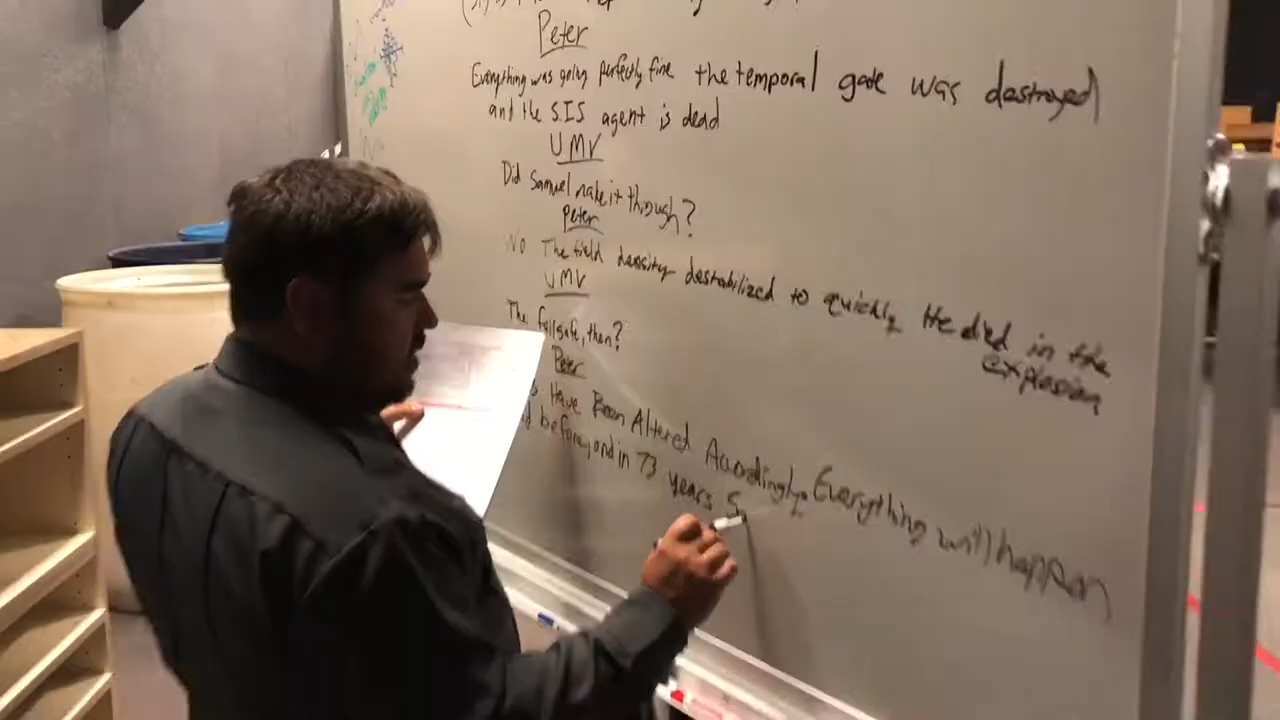 Peter
Everything was going perfectly fine the temporal gate was destroyed
and the S.I.S agent is dead
UMV
Did Samuel make it through?
Peter
No The field density destabilized to quickly He died in the
explosion
UMV
The failsafe, then?
Peter
Have Been Altered Accordingly. Everything will happen
before, and in 73 years S